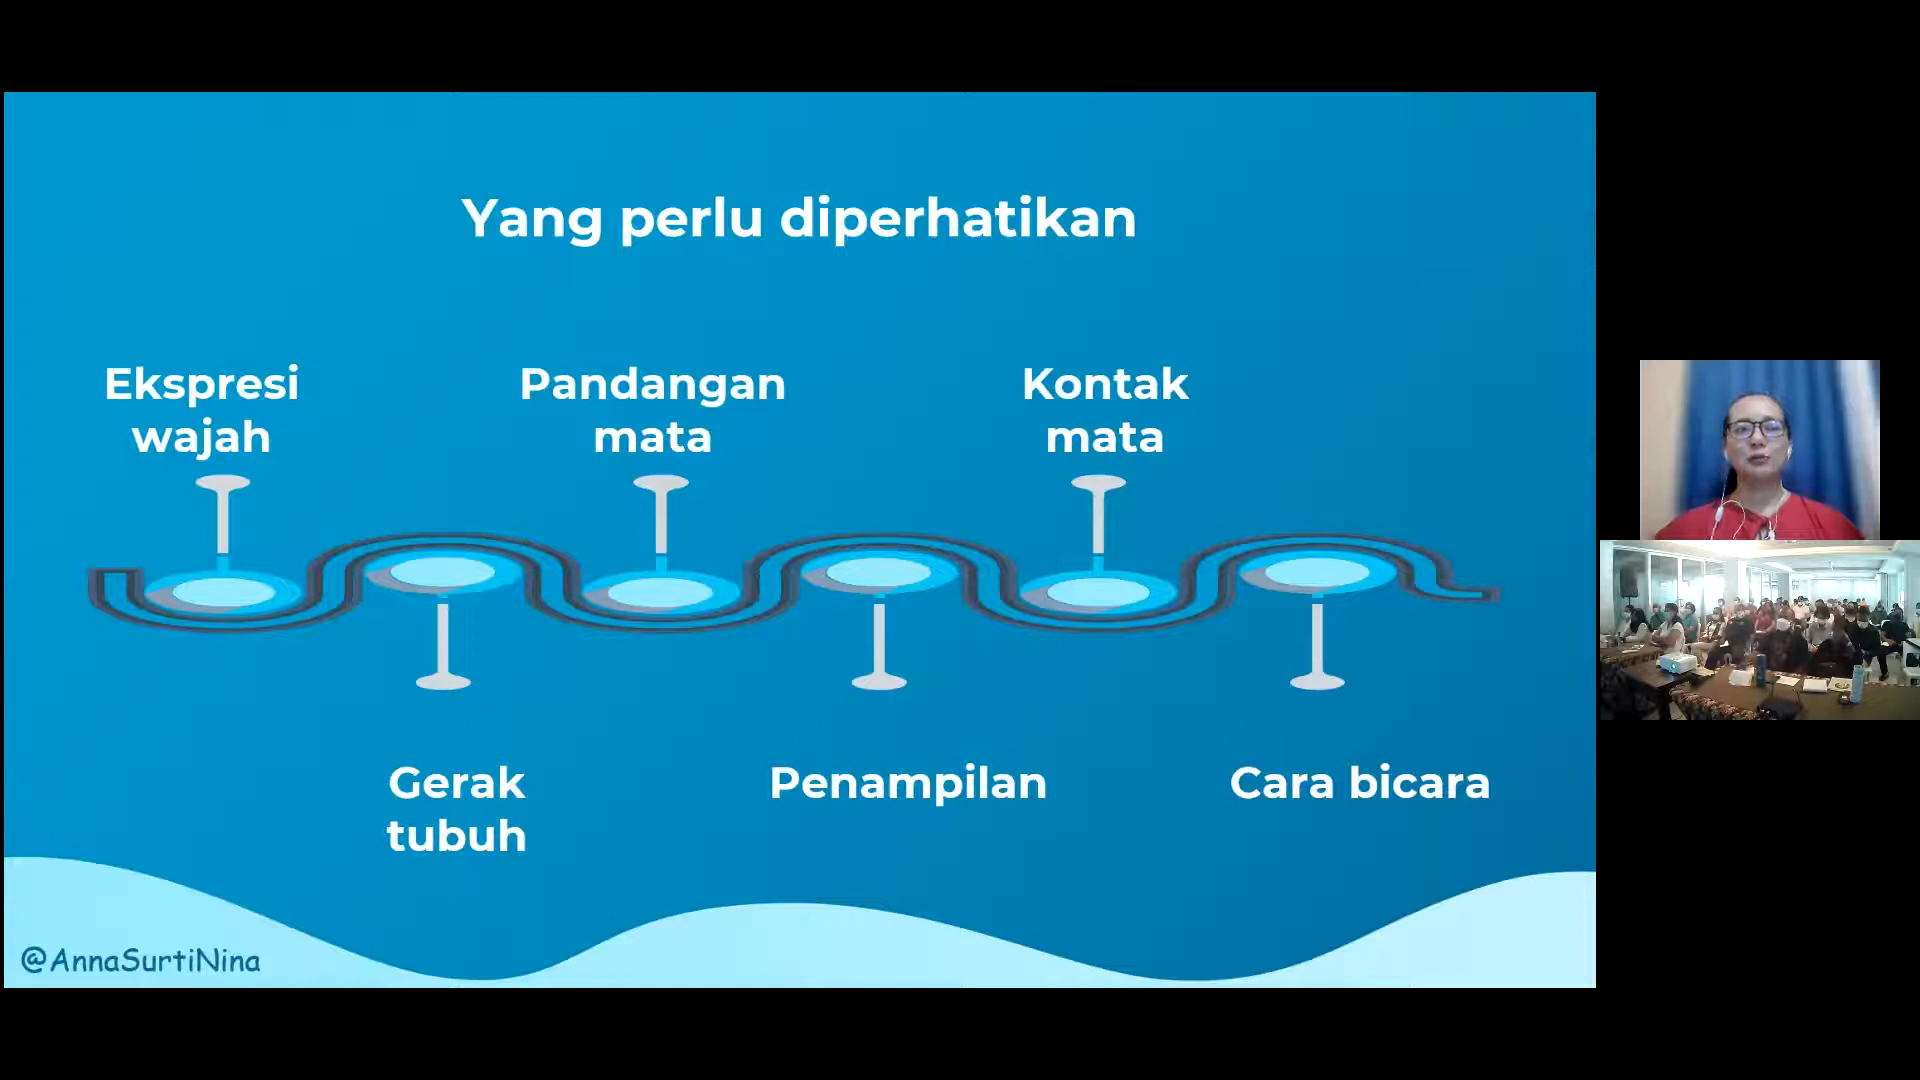 Yang perlu diperhatikan
Ekspresi
wajah
Pandangan
mata
Kontak
mata
Gerak
tubuh
Penampilan
Cara bicara
@AnnaSurtiNina